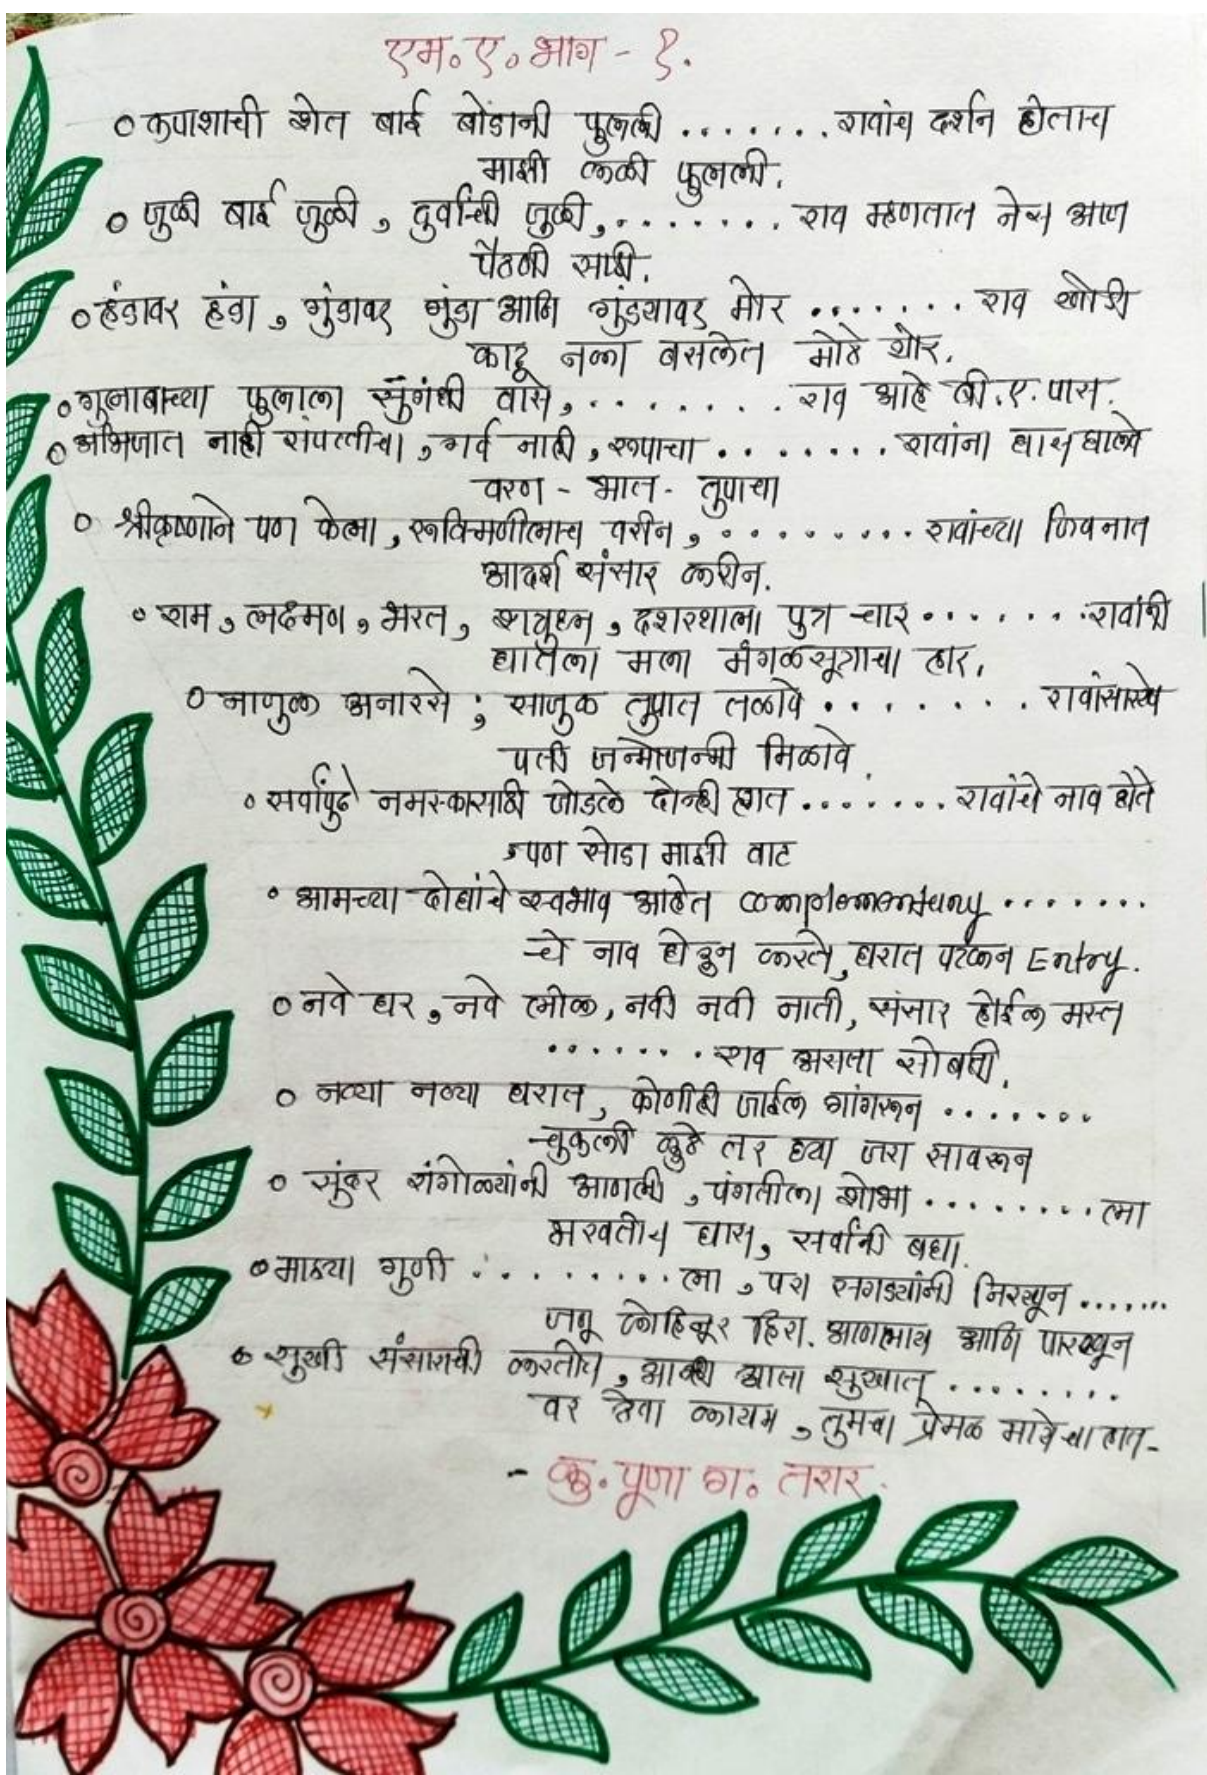 एम. ए. भाग - १.
० कपाशाची शेत बाई बोंडानी फुलली ........ रावांच दर्शन होताच
माझी कळी फुलली.
० जुळी बाई जुळी, दुर्वांची जुळी, ........ राव म्हणतात नेस आण
पैठणी साडी.
० हंडावर हंडा, गुंडावर गुंडा आणि गुंड्यावर मोर ....... राव खोडी
काढू नका बसलेत मोठे थोर.
० गुलाबाच्या फुलाला सुगंधी वास, ........ राव आहे बी.ए. पास.
० अभिजात नाही संपत्तीचा, गर्व नाही, रूपाचा ........ रावांना घास घालते
वरण - भात - तुपाचा
० श्रीकृष्णाने पण केला, रूक्मिणीलाच वरीन, ......... रावांच्या जिवनात
आदर्श संसार करीन.
० राम, लक्ष्मण, भरत, शत्रुघ्न, दशरथाला पुत्र चार ....... रावांनी
घातला मला मंगळसूत्राचा हार.
० नाजुक अनारसे ; साजुक तुपात तळावे ........ रावांसारखे
पती जन्मोजन्मी मिळावे.
० सर्वांपुढे नमस्कारासाठी जोडले दोन्ही हात ....... रावांचे नाव होते
, पण सोडा माझी वाट
० आमच्या दोघांचे स्वभाव आहेत complementary .......
चे नाव घेऊन करते, घरात पटकन Entry.
० नवे घर, नवे लोक, नवी नवी नाती, संसार होईल मस्त
....... राव असता सोबती.
० नव्या नव्या घरात, कोणीही जाईल गांगरून .......
चुकली कुठे तर घ्या जरा सावरून
० सुंदर रांगोळ्यांनी आणली, पंगतीला शोभा ......... ला
भरवतीच घास, सर्वांनी बघा.
० माझ्या गुणी ......... ला, पहा सगळ्यांनी निरखून .......
जणू कोहिनूर हिरा. आणलाय आणि पारखून
० सुखी संसाराची करतोय, आम्ही आता सुरूवात ........
वर ठेवा कायम, तुमचा प्रेमळ मायेचा हात-
- कु. पूजा ग. तरार.